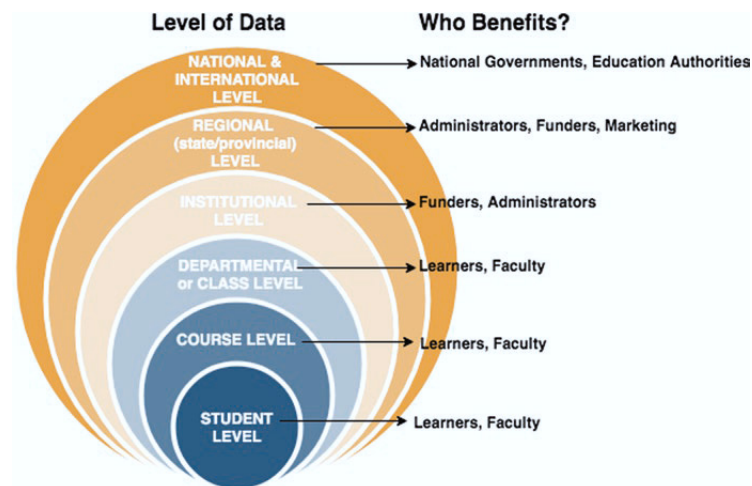 Level of Data
Who Benefits?
NATIONAL &
INTERNATIONAL
LEVEL
National Governments, Education Authorities
REGIONAL
(state/provincial)
LEVEL
Administrators, Funders, Marketing
INSTITUTIONAL
LEVEL
Funders, Administrators
DEPARTMENTAL
or CLASS LEVEL
Learners, Faculty
COURSE LEVEL
Learners, Faculty
STUDENT
LEVEL
Learners, Faculty